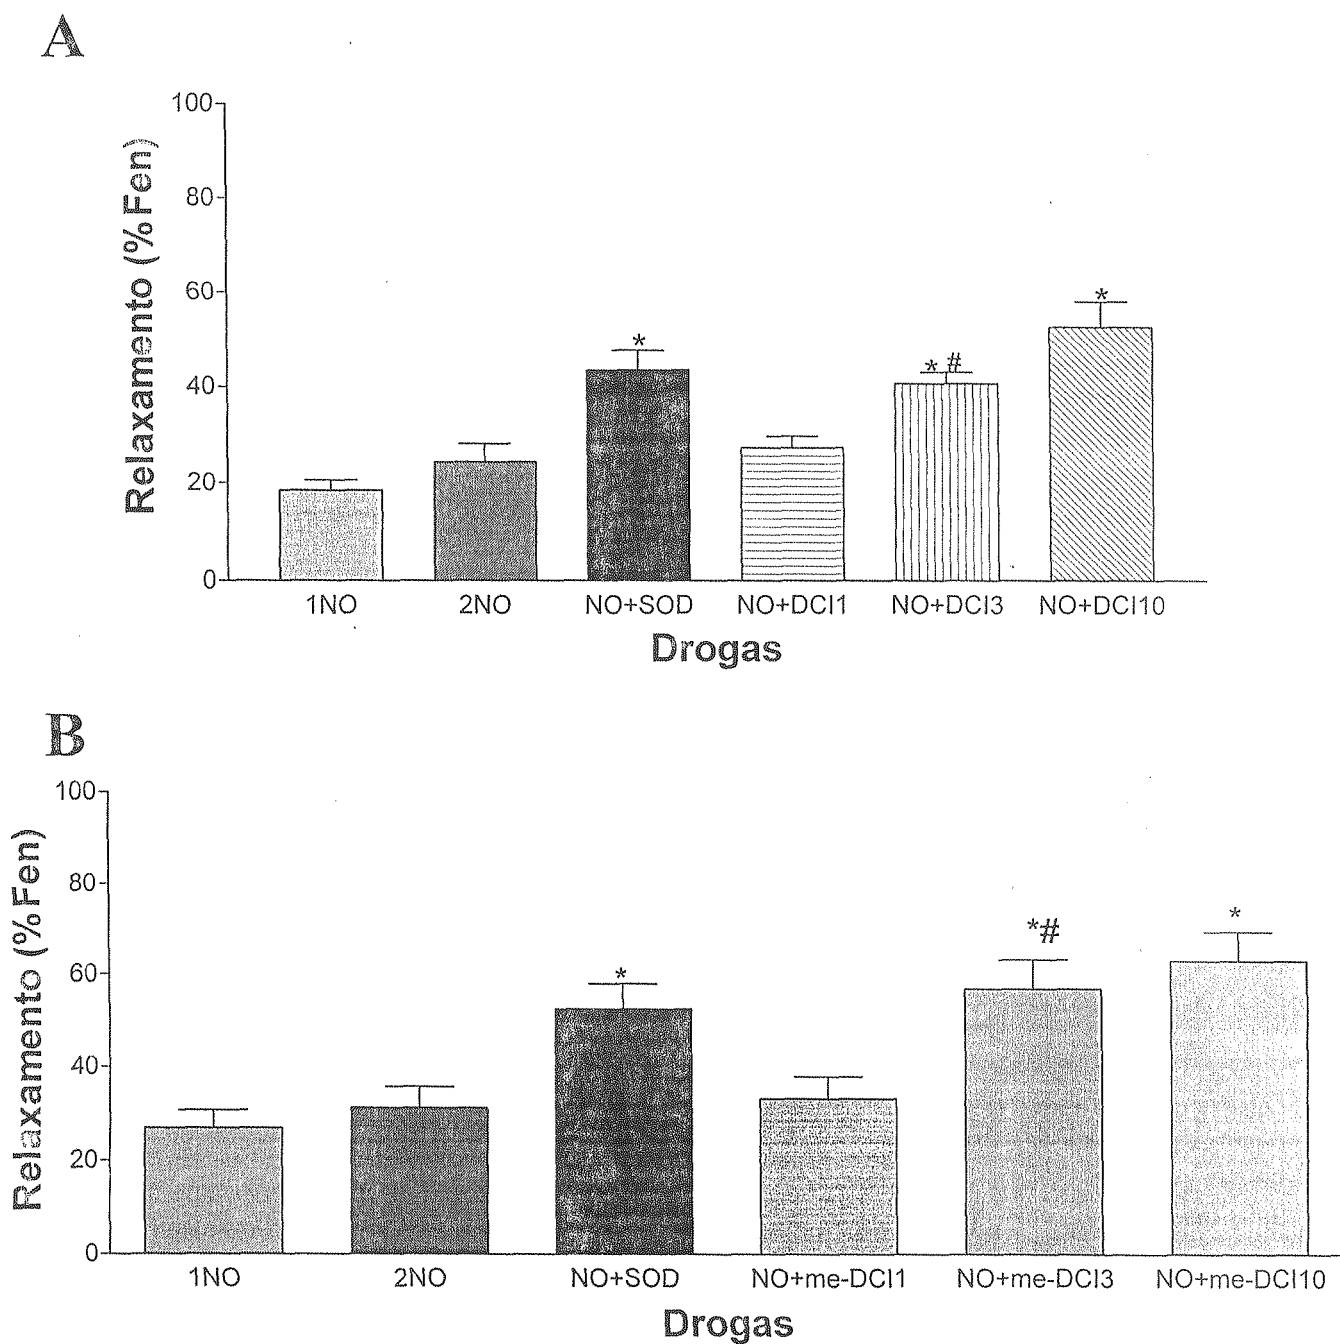 A
Relaxamento (%Fen)
100
80
60
40
20
0
*
* #
*
1NO 2NO NO+SOD NO+DCI1 NO+DCI3 NO+DCI10
Drogas
B
Relaxamento (%Fen)
100
80
60
40
20
0
*
*#
*
1NO 2NO NO+SOD NO+me-DCI1 NO+me-DCI3 NO+me-DCI10
Drogas